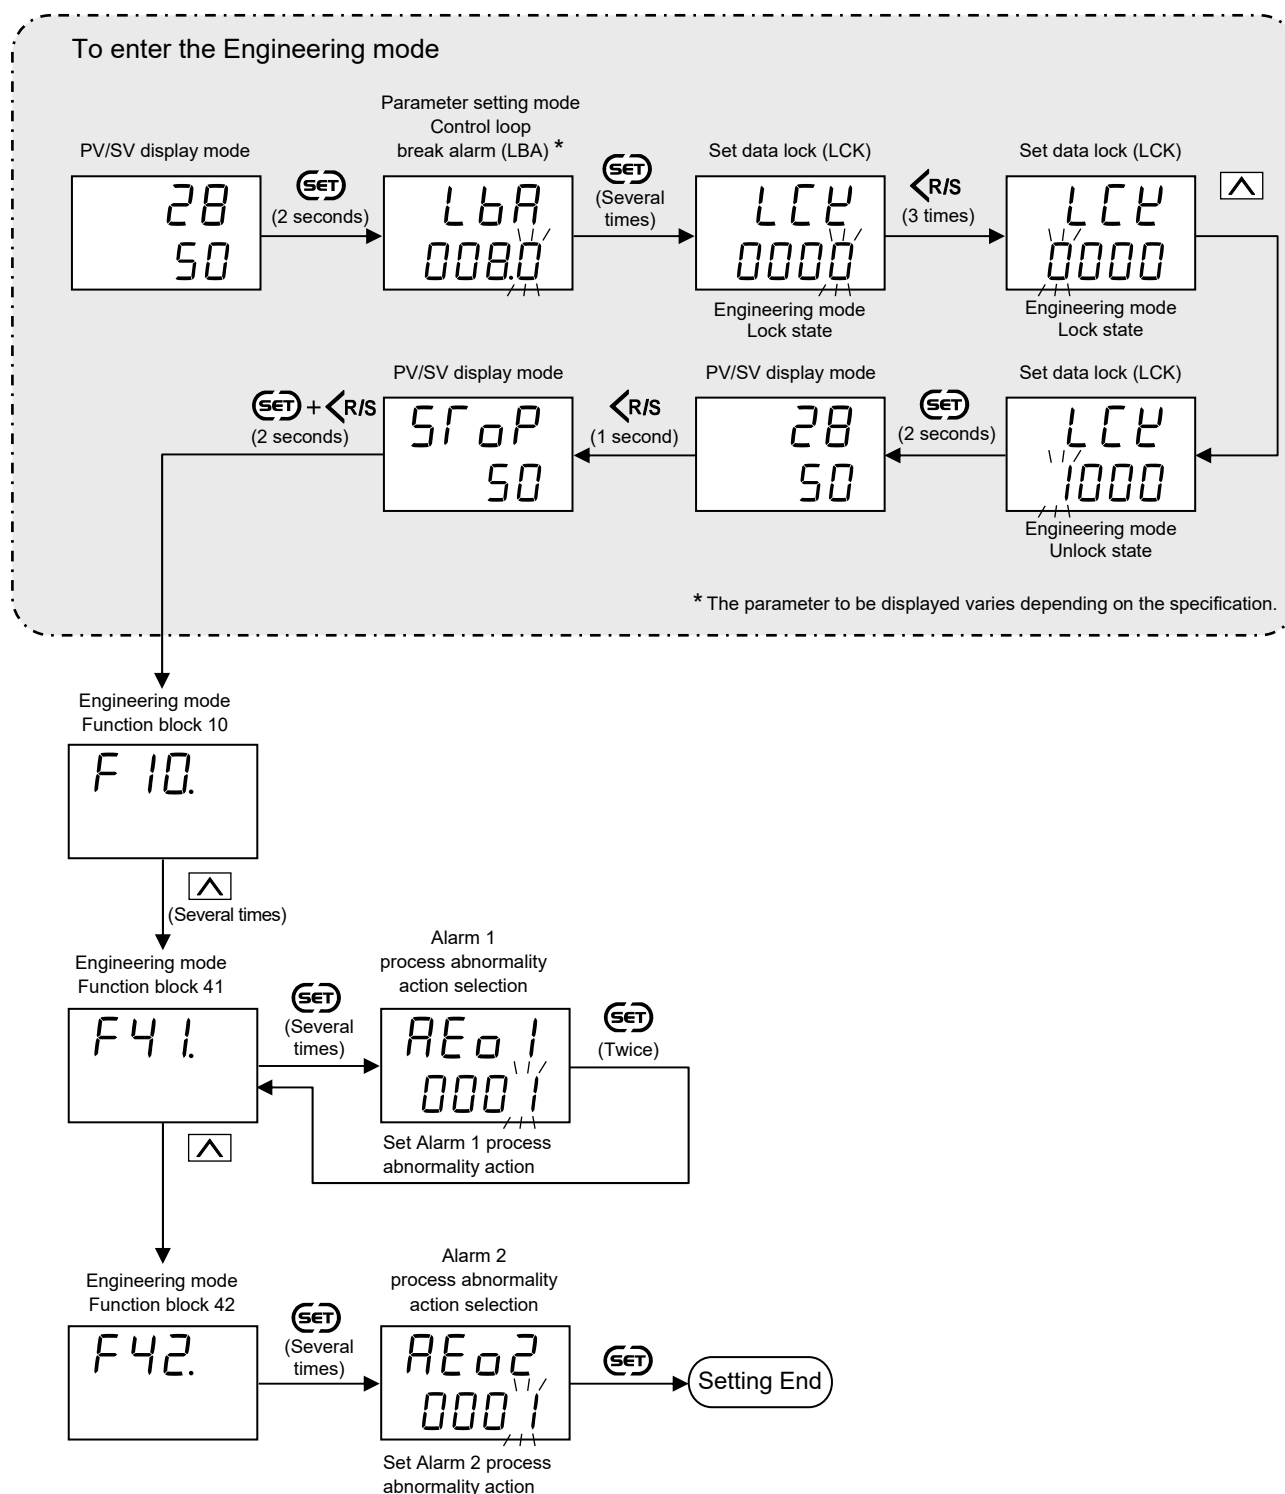 To enter the Engineering mode
PV/SV display mode
28
50
SET
(2 seconds)
Parameter setting mode
Control loop
break alarm (LBA) *
LbA
008.0
SET
(Several
times)
Set data lock (LCK)
LCK
0000
Engineering mode
Lock state
<R/S
(3 times)
Set data lock (LCK)
LCK
0000
Engineering mode
Lock state
Set data lock (LCK)
LCK
1000
Engineering mode
Unlock state
SET
(2 seconds)
PV/SV display mode
28
50
<R/S
(1 second)
PV/SV display mode
SToP
50
SET + <R/S
(2 seconds)
* The parameter to be displayed varies depending on the specification.
Engineering mode
Function block 10
F 10.
(Several times)
Engineering mode
Function block 41
F41.
SET
(Several
times)
Alarm 1
process abnormality
action selection
AEo1
0001
Set Alarm 1 process
abnormality action
SET
(Twice)
Engineering mode
Function block 42
F42.
SET
(Several
times)
Alarm 2
process abnormality
action selection
AEo2
0001
Set Alarm 2 process
abnormality action
SET
Setting End